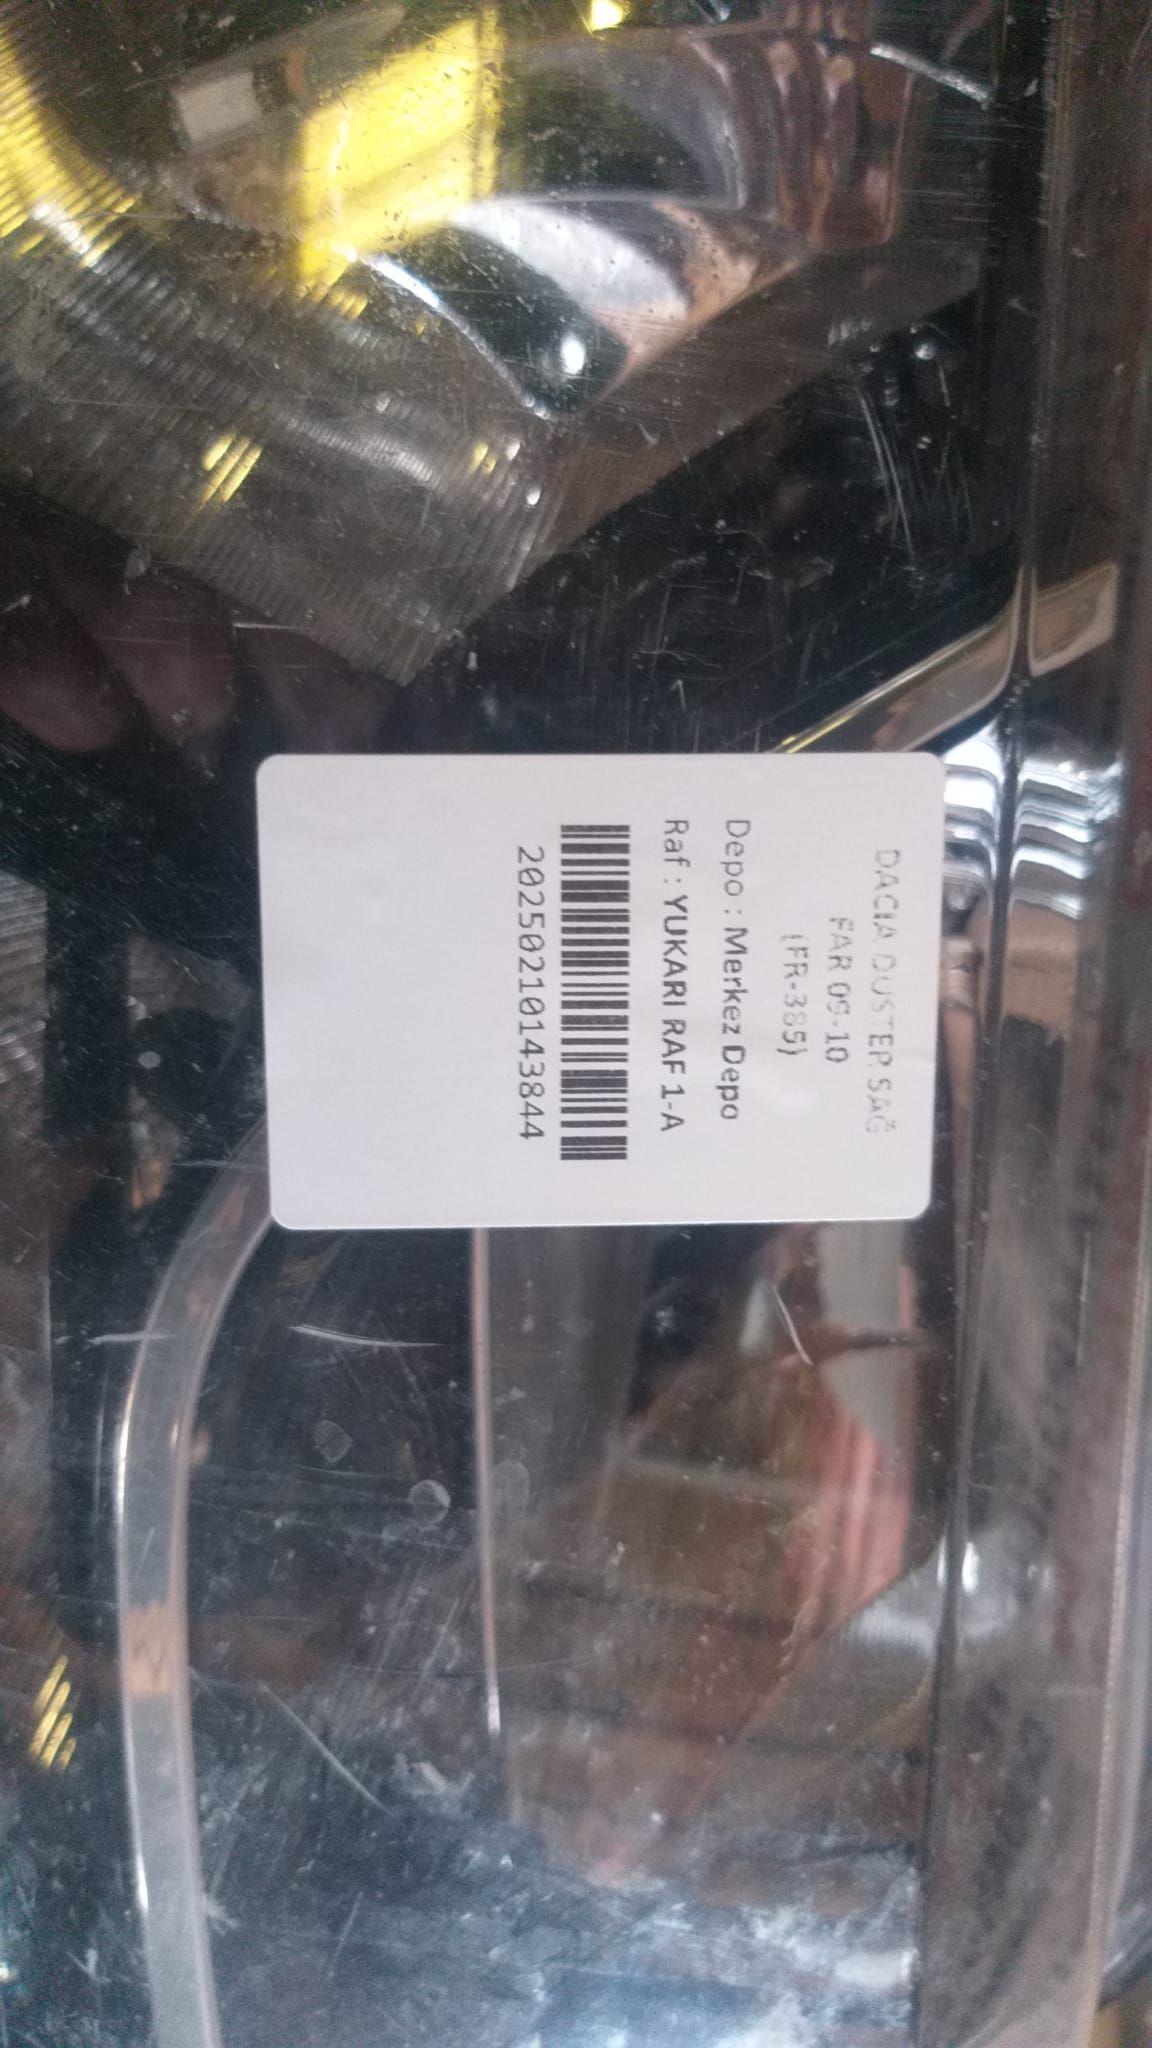 DACIA DUSTER SAĞ
FAR 09-10
(FR-385)
Depo : Merkez Depo
Raf : YUKARI RAF 1-A
20250210143844